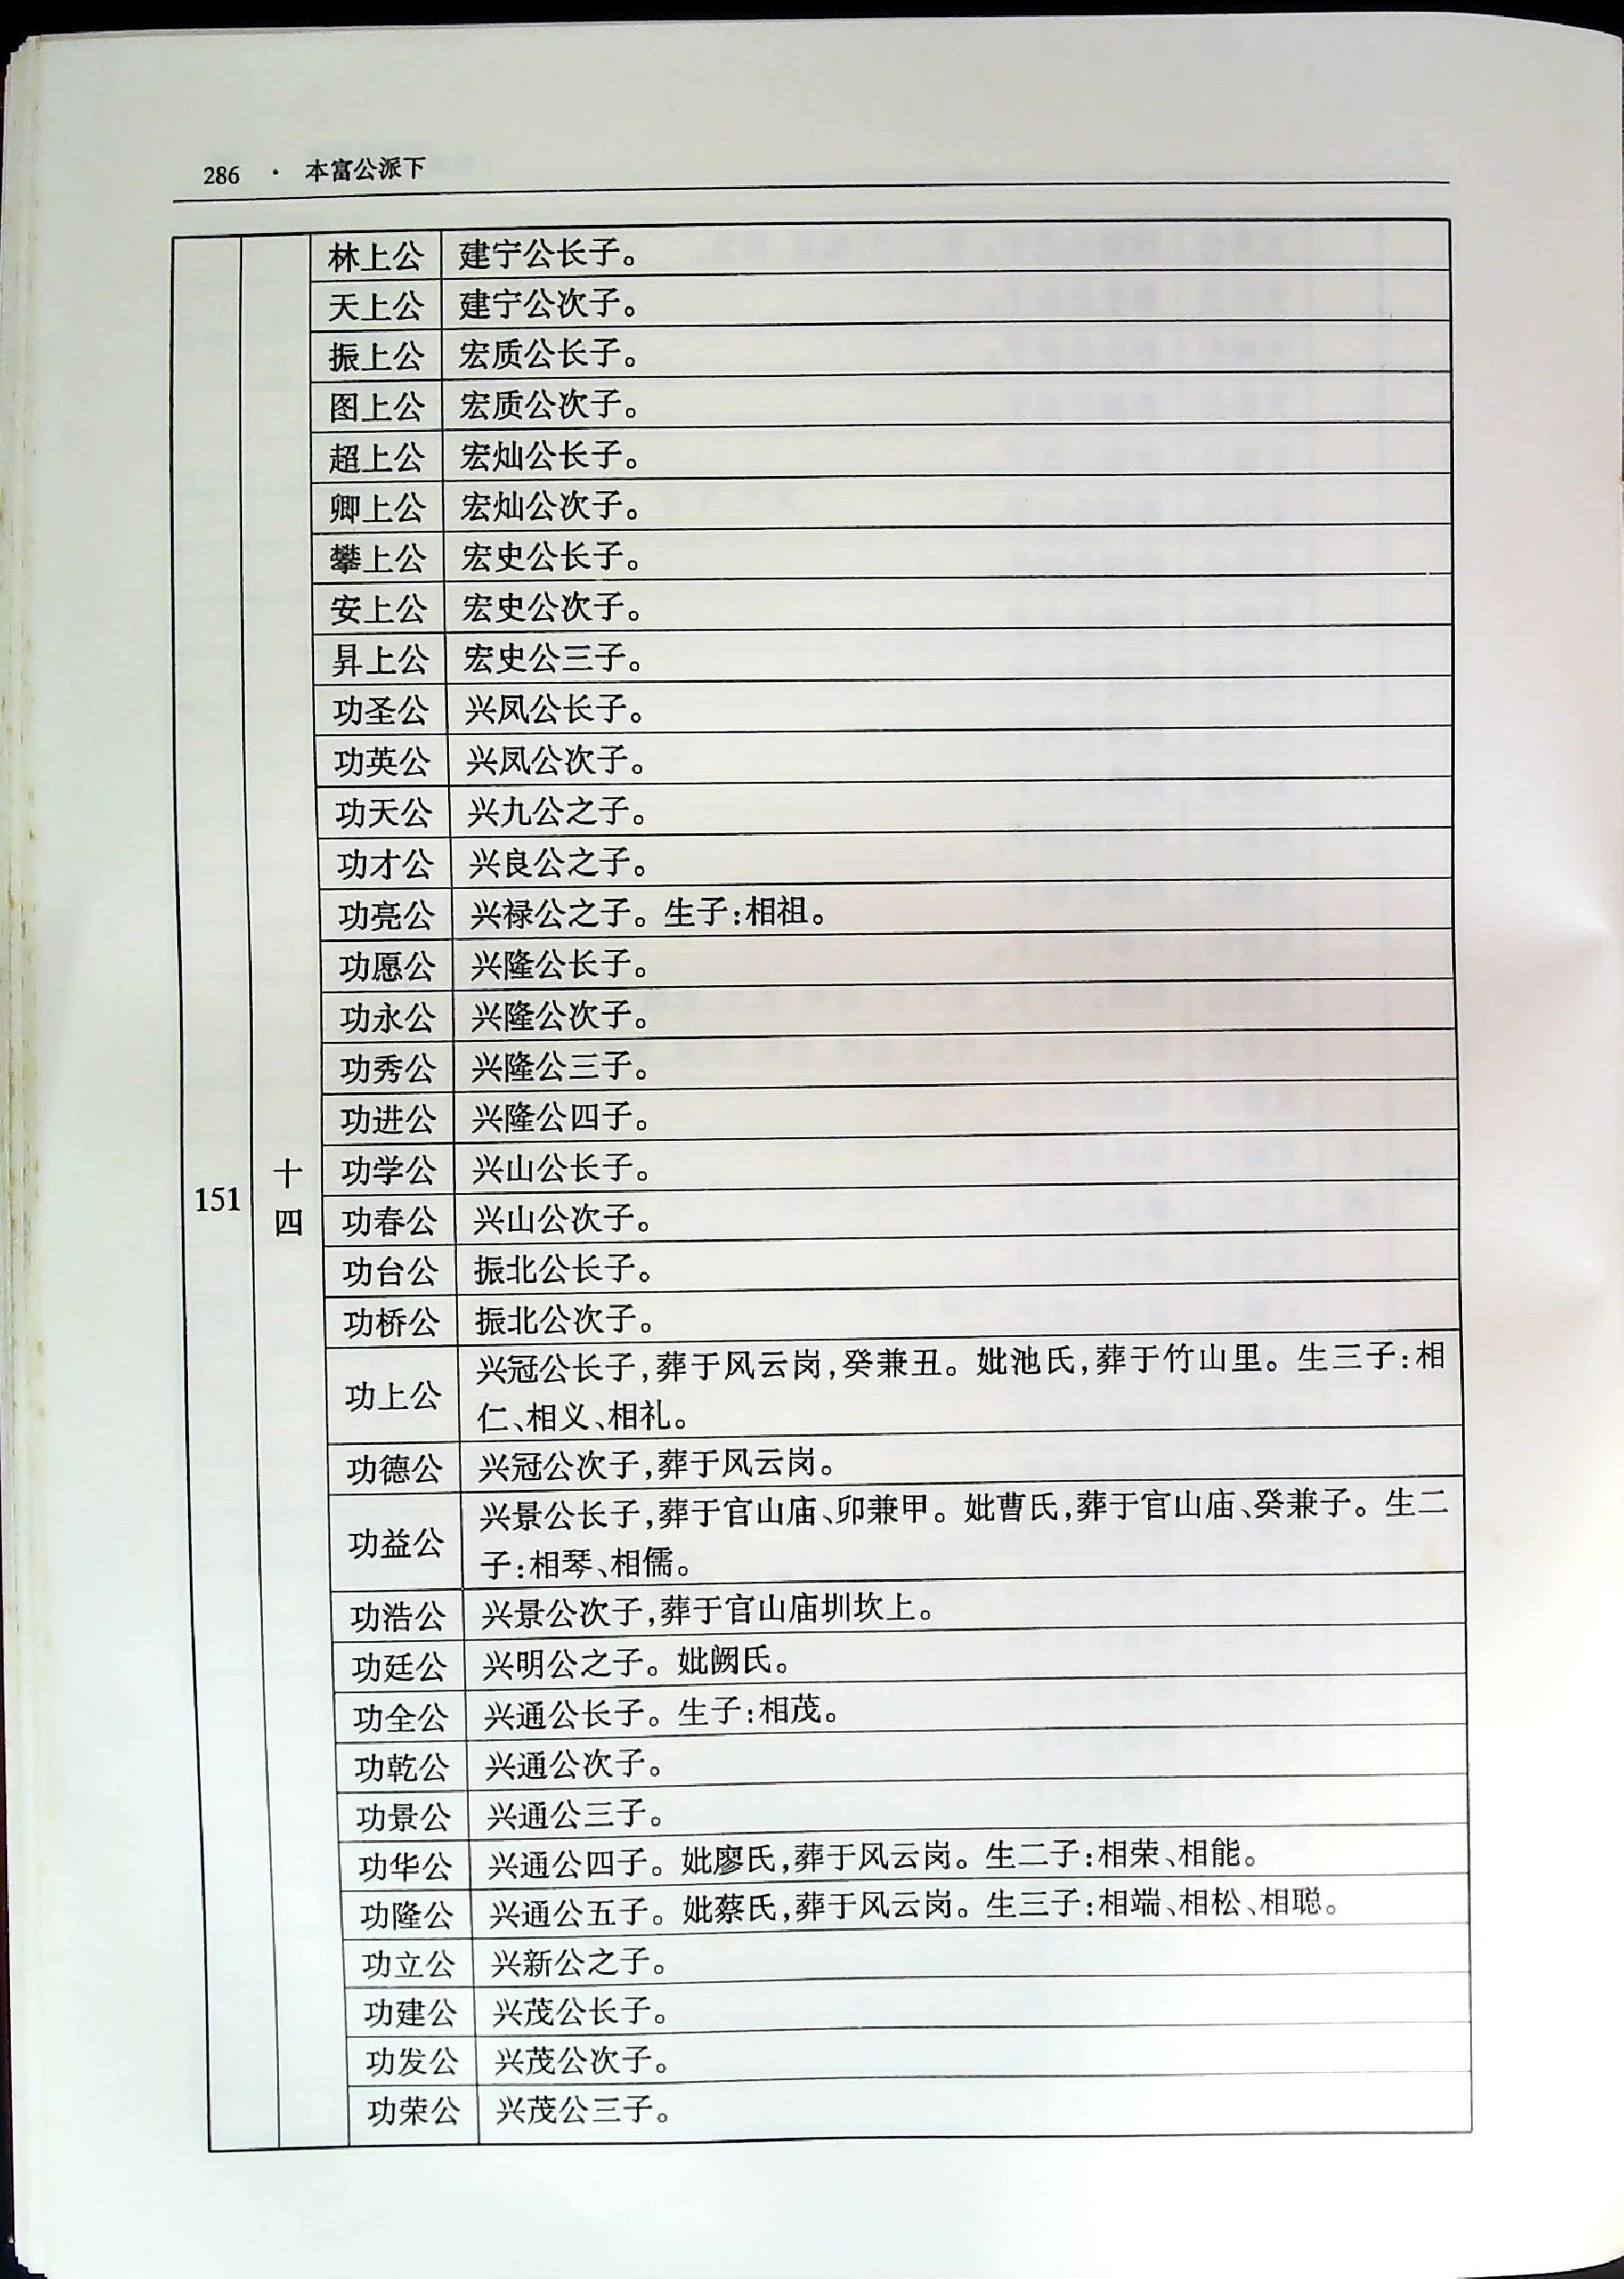 286 · 本富公派下
林上公 建宁公长子。
天上公 建宁公次子。
振上公 宏质公长子。
图上公 宏质公次子。
超上公 宏灿公长子。
卿上公 宏灿公次子。
攀上公 宏史公长子。
安上公 宏史公次子。
昇上公 宏史公三子。
功圣公 兴凤公长子。
功英公 兴凤公次子。
功天公 兴九公之子。
功才公 兴良公之子。
功亮公 兴禄公之子。生子:相祖。
功愿公 兴隆公长子。
功永公 兴隆公次子。
功秀公 兴隆公三子。
功进公 兴隆公四子。
151 十四
功学公 兴山公长子。
功春公 兴山公次子。
功台公 振北公长子。
功桥公 振北公次子。
功上公 兴冠公长子,葬于风云岗,癸兼丑。妣池氏,葬于竹山里。生三子:相
仁、相义、相礼。
功德公 兴冠公次子,葬于风云岗。
功益公 兴景公长子,葬于官山庙、卯兼甲。妣曹氏,葬于官山庙、癸兼子。生二
子:相琴、相儒。
功浩公 兴景公次子,葬于官山庙圳坎上。
功廷公 兴明公之子。妣阙氏。
功全公 兴通公长子。生子:相茂。
功乾公 兴通公次子。
功景公 兴通公三子。
功华公 兴通公四子。妣廖氏,葬于风云岗。生二子:相荣、相能。
功隆公 兴通公五子。妣蔡氏,葬于风云岗。生三子:相端、相松、相聪。
功立公 兴新公之子。
功建公 兴茂公长子。
功发公 兴茂公次子。
功荣公 兴茂公三子。